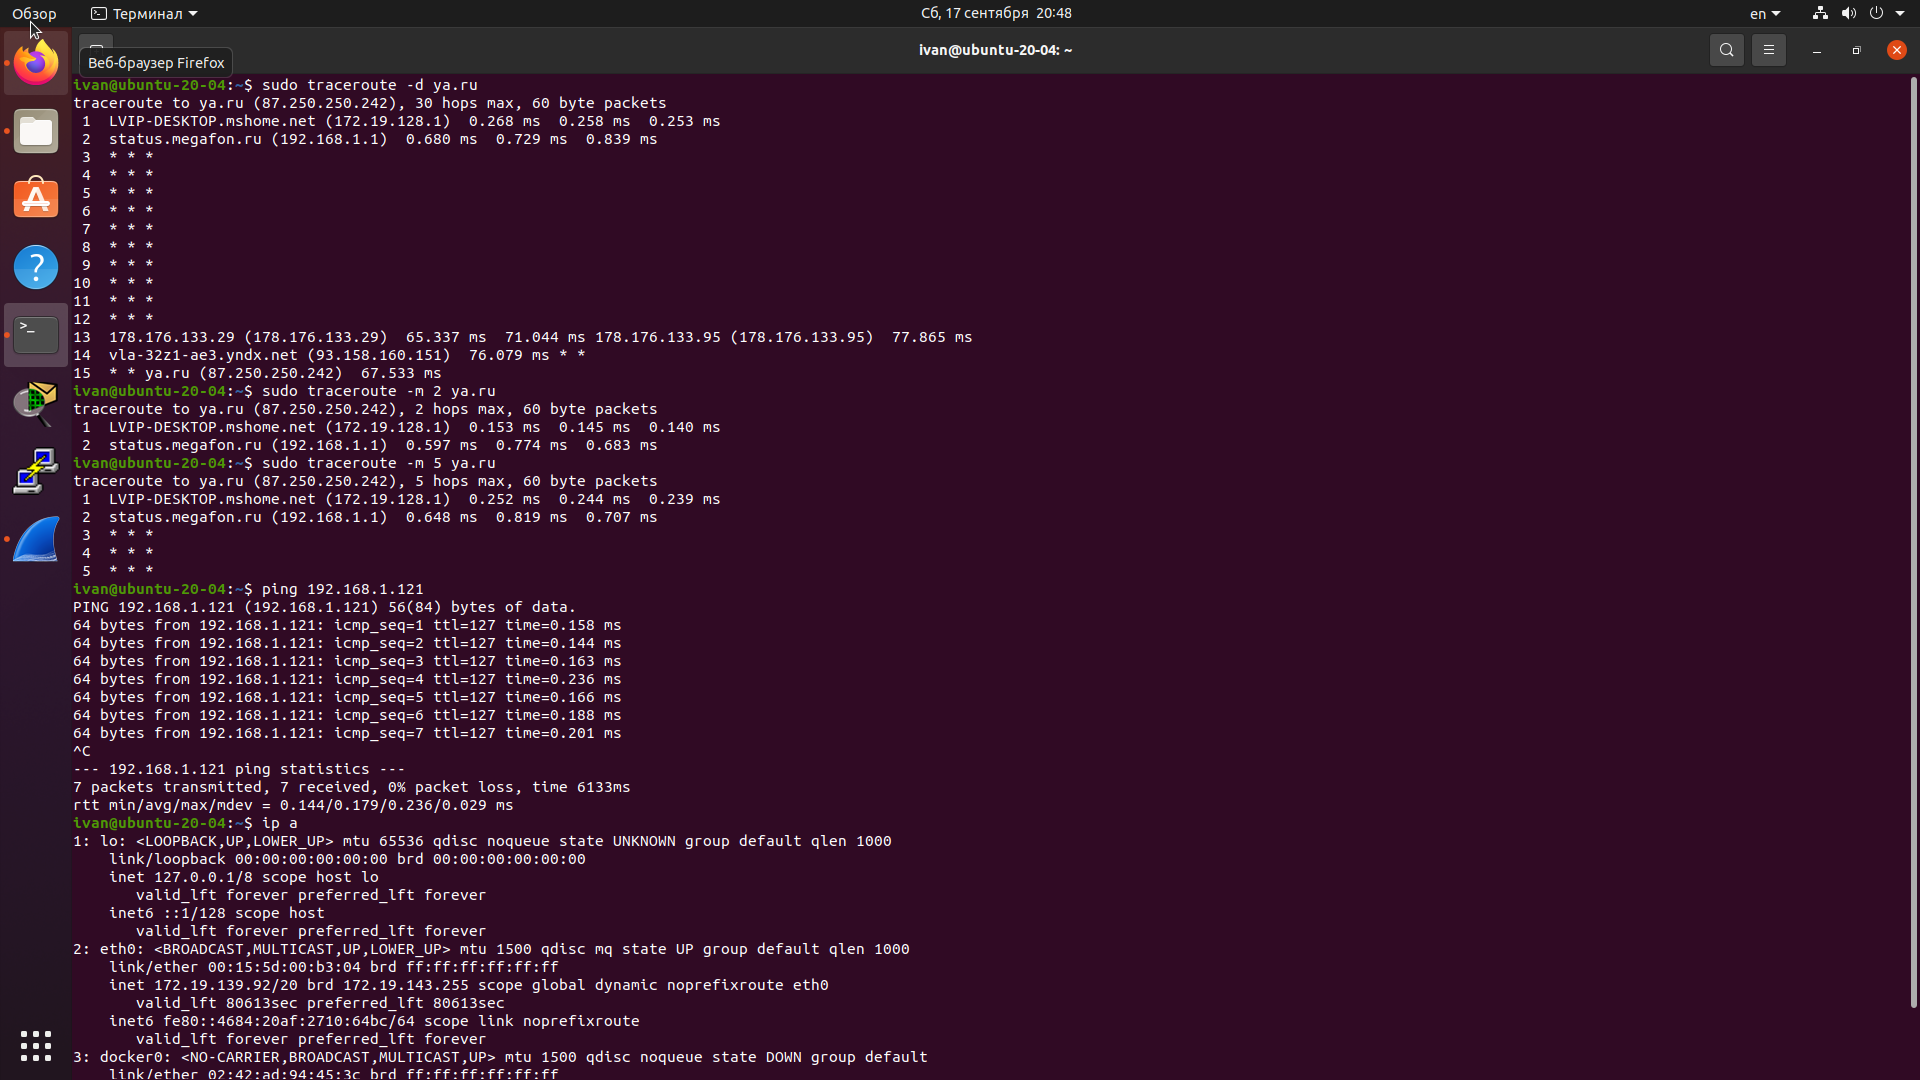 Обзор
Терминал
Сб, 17 сентября 20:48
en
ivan@ubuntu-20-04: ~
Веб-браузер Firefox
ivan@ubuntu-20-04:~$ sudo traceroute -d ya.ru
traceroute to ya.ru (87.250.250.242), 30 hops max, 60 byte packets
 1  LVIP-DESKTOP.mshome.net (172.19.128.1)  0.268 ms  0.258 ms  0.253 ms
 2  status.megafon.ru (192.168.1.1)  0.680 ms  0.729 ms  0.839 ms
 3  * * *
 4  * * *
 5  * * *
 6  * * *
 7  * * *
 8  * * *
 9  * * *
10  * * *
11  * * *
12  * * *
13  178.176.133.29 (178.176.133.29)  65.337 ms  71.044 ms 178.176.133.95 (178.176.133.95)  77.865 ms
14  vla-32z1-ae3.yndx.net (93.158.160.151)  76.079 ms * *
15  * * ya.ru (87.250.250.242)  67.533 ms
ivan@ubuntu-20-04:~$ sudo traceroute -m 2 ya.ru
traceroute to ya.ru (87.250.250.242), 2 hops max, 60 byte packets
 1  LVIP-DESKTOP.mshome.net (172.19.128.1)  0.153 ms  0.145 ms  0.140 ms
 2  status.megafon.ru (192.168.1.1)  0.597 ms  0.774 ms  0.683 ms
ivan@ubuntu-20-04:~$ sudo traceroute -m 5 ya.ru
traceroute to ya.ru (87.250.250.242), 5 hops max, 60 byte packets
 1  LVIP-DESKTOP.mshome.net (172.19.128.1)  0.252 ms  0.244 ms  0.239 ms
 2  status.megafon.ru (192.168.1.1)  0.648 ms  0.819 ms  0.707 ms
 3  * * *
 4  * * *
 5  * * *
ivan@ubuntu-20-04:~$ ping 192.168.1.121
PING 192.168.1.121 (192.168.1.121) 56(84) bytes of data.
64 bytes from 192.168.1.121: icmp_seq=1 ttl=127 time=0.158 ms
64 bytes from 192.168.1.121: icmp_seq=2 ttl=127 time=0.144 ms
64 bytes from 192.168.1.121: icmp_seq=3 ttl=127 time=0.163 ms
64 bytes from 192.168.1.121: icmp_seq=4 ttl=127 time=0.236 ms
64 bytes from 192.168.1.121: icmp_seq=5 ttl=127 time=0.166 ms
64 bytes from 192.168.1.121: icmp_seq=6 ttl=127 time=0.188 ms
64 bytes from 192.168.1.121: icmp_seq=7 ttl=127 time=0.201 ms
^C
--- 192.168.1.121 ping statistics ---
7 packets transmitted, 7 received, 0% packet loss, time 6133ms
rtt min/avg/max/mdev = 0.144/0.179/0.236/0.029 ms
ivan@ubuntu-20-04:~$ ip a
1: lo: <LOOPBACK,UP,LOWER_UP> mtu 65536 qdisc noqueue state UNKNOWN group default qlen 1000
    link/loopback 00:00:00:00:00:00 brd 00:00:00:00:00:00
    inet 127.0.0.1/8 scope host lo
       valid_lft forever preferred_lft forever
    inet6 ::1/128 scope host
       valid_lft forever preferred_lft forever
2: eth0: <BROADCAST,MULTICAST,UP,LOWER_UP> mtu 1500 qdisc mq state UP group default qlen 1000
    link/ether 00:15:5d:00:b3:04 brd ff:ff:ff:ff:ff:ff
    inet 172.19.139.92/20 brd 172.19.143.255 scope global dynamic noprefixroute eth0
       valid_lft 80613sec preferred_lft 80613sec
    inet6 fe80::4684:20af:2710:64bc/64 scope link noprefixroute
       valid_lft forever preferred_lft forever
3: docker0: <NO-CARRIER,BROADCAST,MULTICAST,UP> mtu 1500 qdisc noqueue state DOWN group default
    link/ether 02:42:ad:94:45:3c brd ff:ff:ff:ff:ff:ff